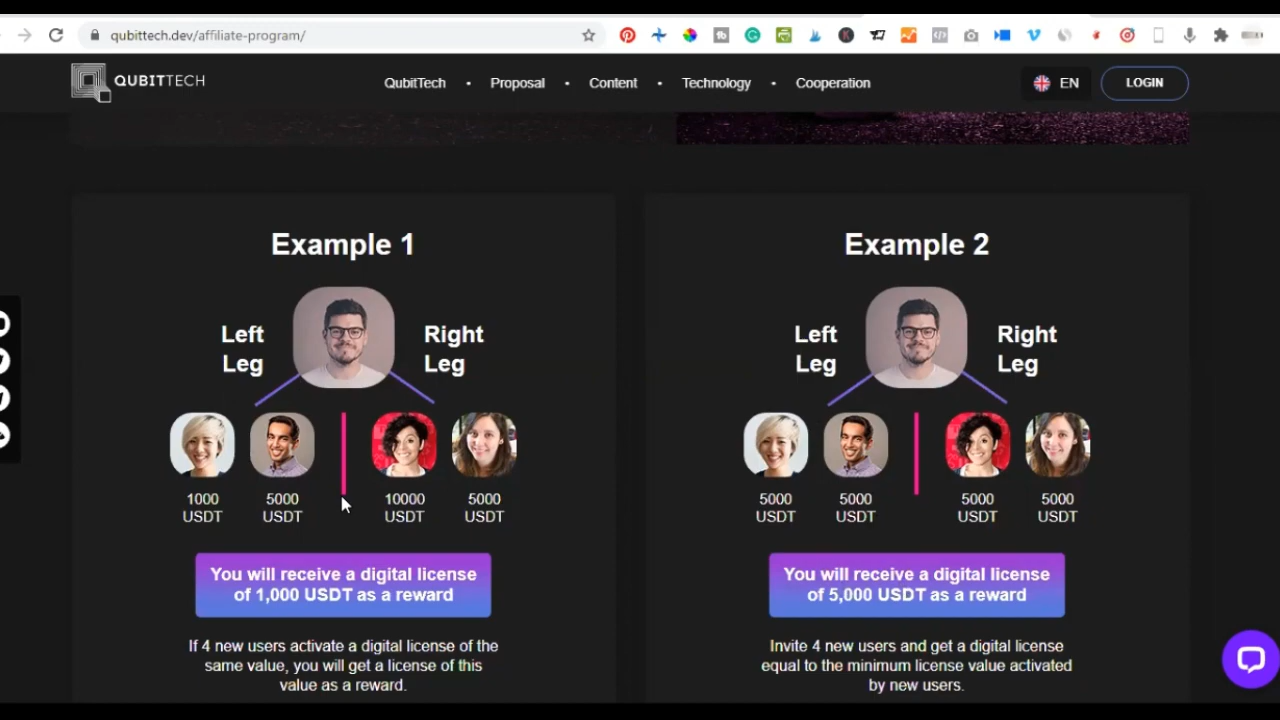 qubittech.dev/affiliate-program/
QUBITTECH
QubitTech • Proposal • Content • Technology • Cooperation
EN
LOGIN
Example 1
Left Leg
Right Leg
1000 USDT
5000 USDT
10000 USDT
5000 USDT
You will receive a digital license
of 1,000 USDT as a reward
If 4 new users activate a digital license of the
same value, you will get a license of this
value as a reward.
Example 2
Left Leg
Right Leg
5000 USDT
5000 USDT
5000 USDT
5000 USDT
You will receive a digital license
of 5,000 USDT as a reward
Invite 4 new users and get a digital license
equal to the minimum license value activated
by new users.